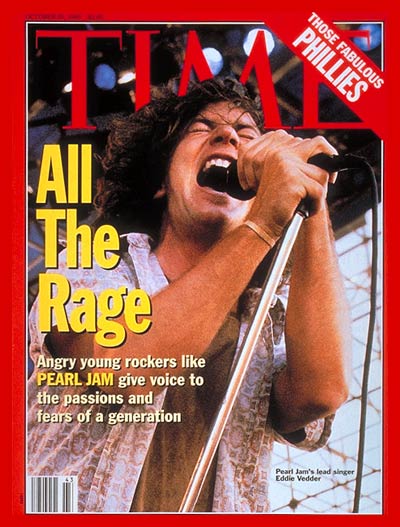 TIME
THOSE FABULOUS
PHILLIES
All
The
Rage
Angry young rockers like
PEARL JAM give voice to
the passions and
fears of a generation
Pearl Jam's lead singer
Eddie Vedder
43